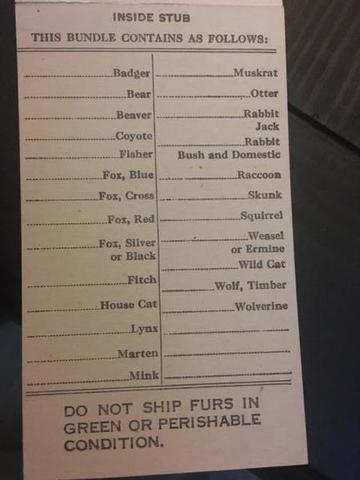 INSIDE STUB
THIS BUNDLE CONTAINS AS FOLLOWS:
Badger
Bear
Beaver
Coyote
Fisher
Fox, Blue
Fox, Cross
Fox, Red
Fox, Silver
or Black
Fitch
House Cat
Lynx
Marten
Mink
Muskrat
Otter
Rabbit
Jack
Rabbit
Bush and Domestic
Raccoon
Skunk
Squirrel
Weasel
or Ermine
Wild Cat
Wolf, Timber
Wolverine
DO NOT SHIP FURS IN
GREEN OR PERISHABLE
CONDITION.